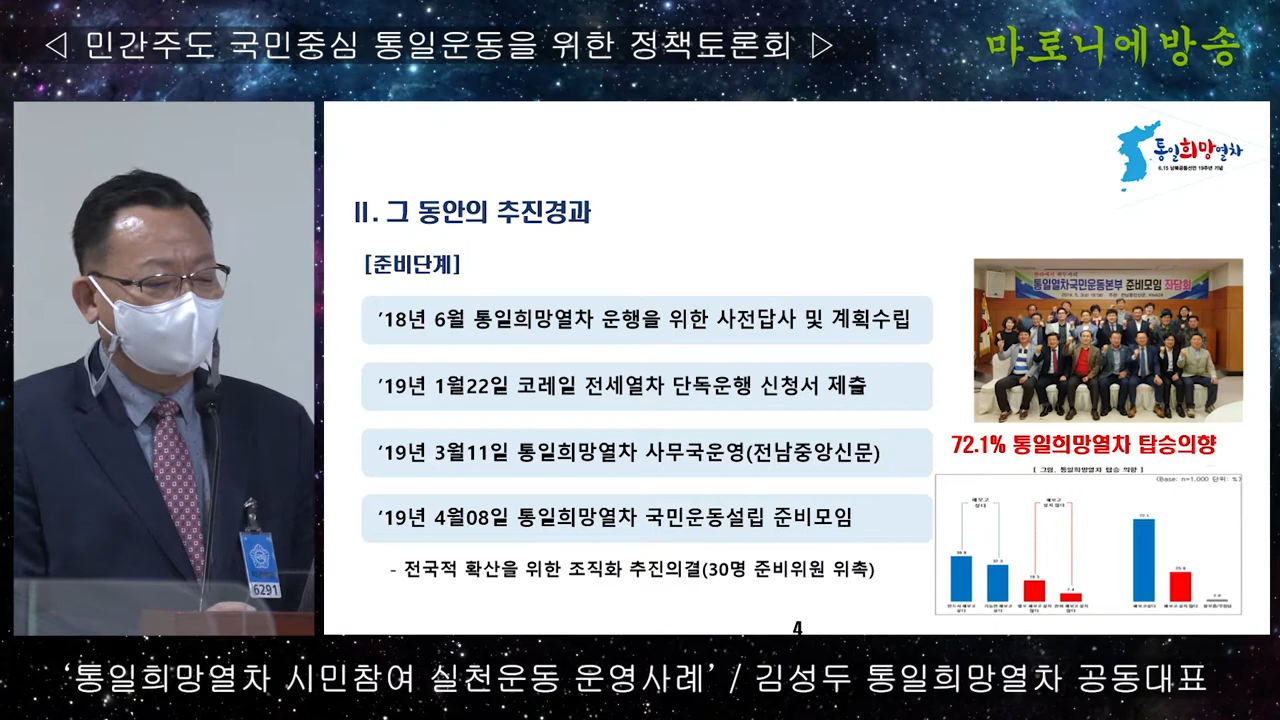 ◁ 민간주도 국민중심 통일운동을 위한 정책토론회 ▷
마로니에방송
통일희망열차
6.15 남북공동선언 19주년 기념
Ⅱ. 그 동안의 추진경과
[준비단계]
’18년 6월 통일희망열차 운행을 위한 사전답사 및 계획수립
’19년 1월22일 코레일 전세열차 단독운행 신청서 제출
’19년 3월11일 통일희망열차 사무국운영(전남중앙신문)
‘19년 4월08일 통일희망열차 국민운동설립 준비모임
- 전국적 확산을 위한 조직화 추진의결(30명 준비위원 위촉)
통일열차국민운동본부 준비모임 좌담회
72.1% 통일희망열차 탑승의향
[ 그림. 통일희망열차 탑승 의향 ]
(Base: n=1,000 단위: %)
4
6291
‘통일희망열차 시민참여 실천운동 운영사례’ / 김성두 통일희망열차 공동대표